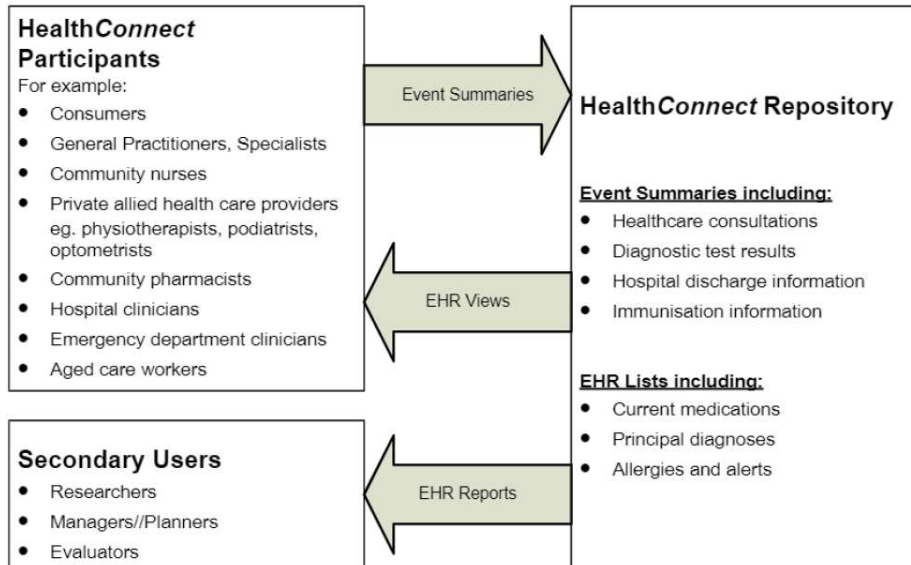 HealthConnect
Participants
For example:
• Consumers
• General Practitioners, Specialists
• Community nurses
• Private allied health care providers
eg. physiotherapists, podiatrists,
optometrists
• Community pharmacists
• Hospital clinicians
• Emergency department clinicians
• Aged care workers
Event Summaries
EHR Views
HealthConnect Repository
Event Summaries including:
• Healthcare consultations
• Diagnostic test results
• Hospital discharge information
• Immunisation information
EHR Lists including:
• Current medications
• Principal diagnoses
• Allergies and alerts
Secondary Users
• Researchers
• Managers//Planners
• Evaluators
EHR Reports